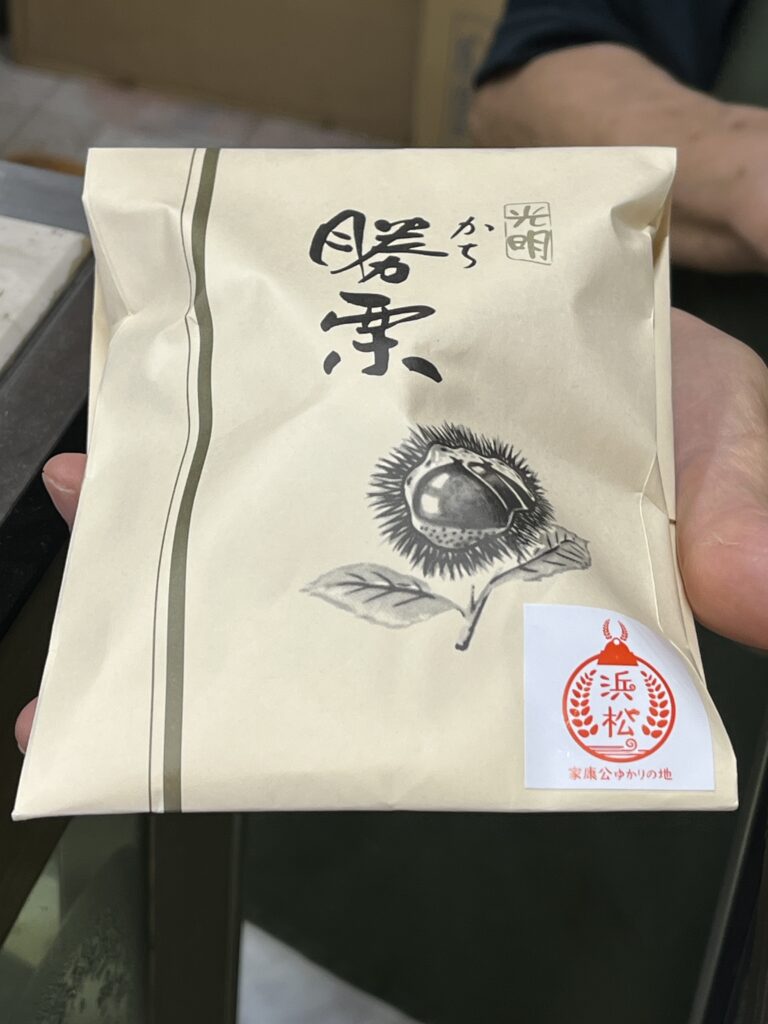 光明
かち
勝栗
浜松
家康公ゆかりの地